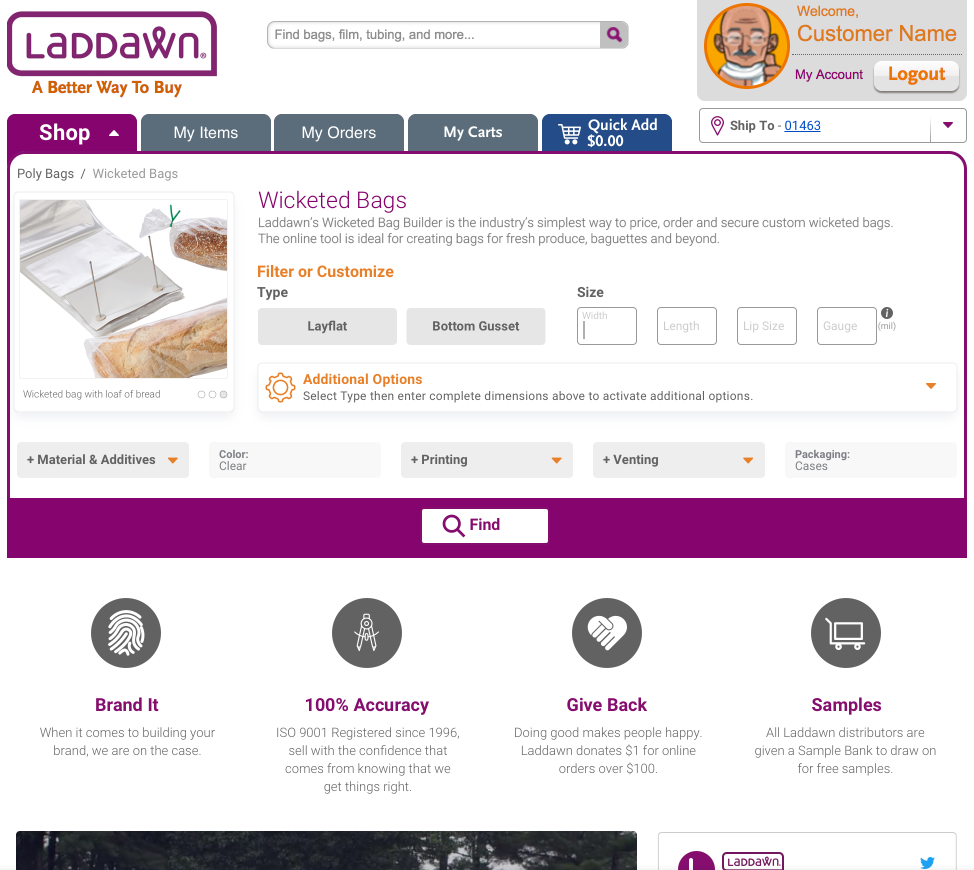 LADDAWN®
A Better Way To Buy
Find bags, film, tubing, and more...
Welcome,
Customer Name
My Account
Logout
Shop
My Items
My Orders
My Carts
Quick Add
$0.00
Ship To - 01463
Poly Bags / Wicketed Bags
Wicketed Bags
Laddawn's Wicketed Bag Builder is the industry's simplest way to price, order and secure custom wicketed bags.
The online tool is ideal for creating bags for fresh produce, baguettes and beyond.
Filter or Customize
Type
Size
Layflat
Bottom Gusset
Width
Length
Lip Size
Gauge
i
(mil)
Additional Options
Select Type then enter complete dimensions above to activate additional options.
Wicketed bag with loaf of bread
+ Material & Additives
Color:
Clear
+ Printing
+ Venting
Packaging:
Cases
Find
Brand It
When it comes to building your
brand, we are on the case.
100% Accuracy
ISO 9001 Registered since 1996,
sell with the confidence that
comes from knowing that we
get things right.
Give Back
Doing good makes people happy.
Laddawn donates $1 for online
orders over $100.
Samples
All Laddawn distributors are
given a Sample Bank to draw on
for free samples.
L
LADDAWN